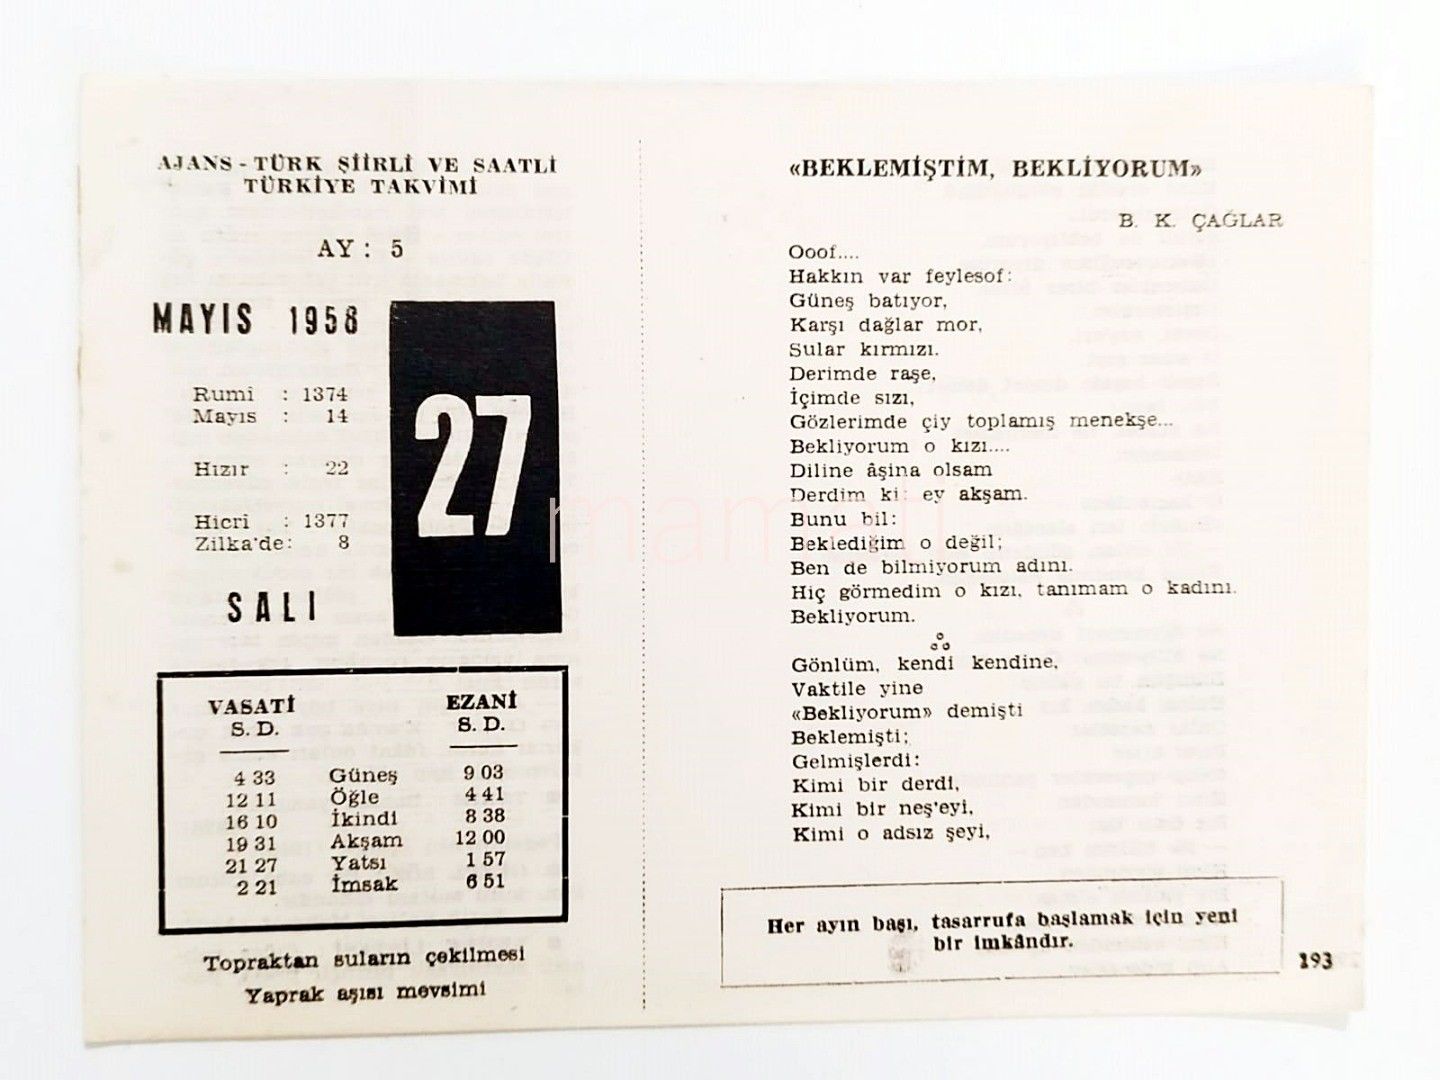 AJANS - TÜRK ŞİİRLİ VE SAATLİ
TÜRKİYE TAKVİMİ
AY : 5
MAYIS 1958
27
Rumî : 1374
Mayıs : 14
Hızır : 22
Hicrî : 1377
Zilka'de: 8
SALI
VASATİ EZANİ
S. D. S. D.
4 33 Güneş 9 03
12 11 Öğle 4 41
16 10 İkindi 8 38
19 31 Akşam 12 00
21 27 Yatsı 1 57
2 21 İmsak 6 51
Topraktan suların çekilmesi
Yaprak aşısı mevsimi
«BEKLEMİŞTİM, BEKLİYORUM»
B. K. ÇAĞLAR
Ooof....
Hakkın var feylesof:
Güneş batıyor,
Karşı dağlar mor,
Sular kırmızı.
Derimde raşe,
İçimde sızı,
Gözlerimde çiy toplamış menekşe...
Bekliyorum o kızı....
Diline âşina olsam
Derdim ki: ey akşam.
Bunu bil:
Beklediğim o değil;
Ben de bilmiyorum adını.
Hiç görmedim o kızı, tanımam o kadını.
Bekliyorum.
Gönlüm, kendi kendine,
Vaktile yine
«Bekliyorum» demişti
Beklemişti;
Gelmişlerdi:
Kimi bir derdi,
Kimi bir neş'eyi,
Kimi o adsız şeyi,
Her ayın başı, tasarrufa başlamak için yeni
bir imkândır.
193